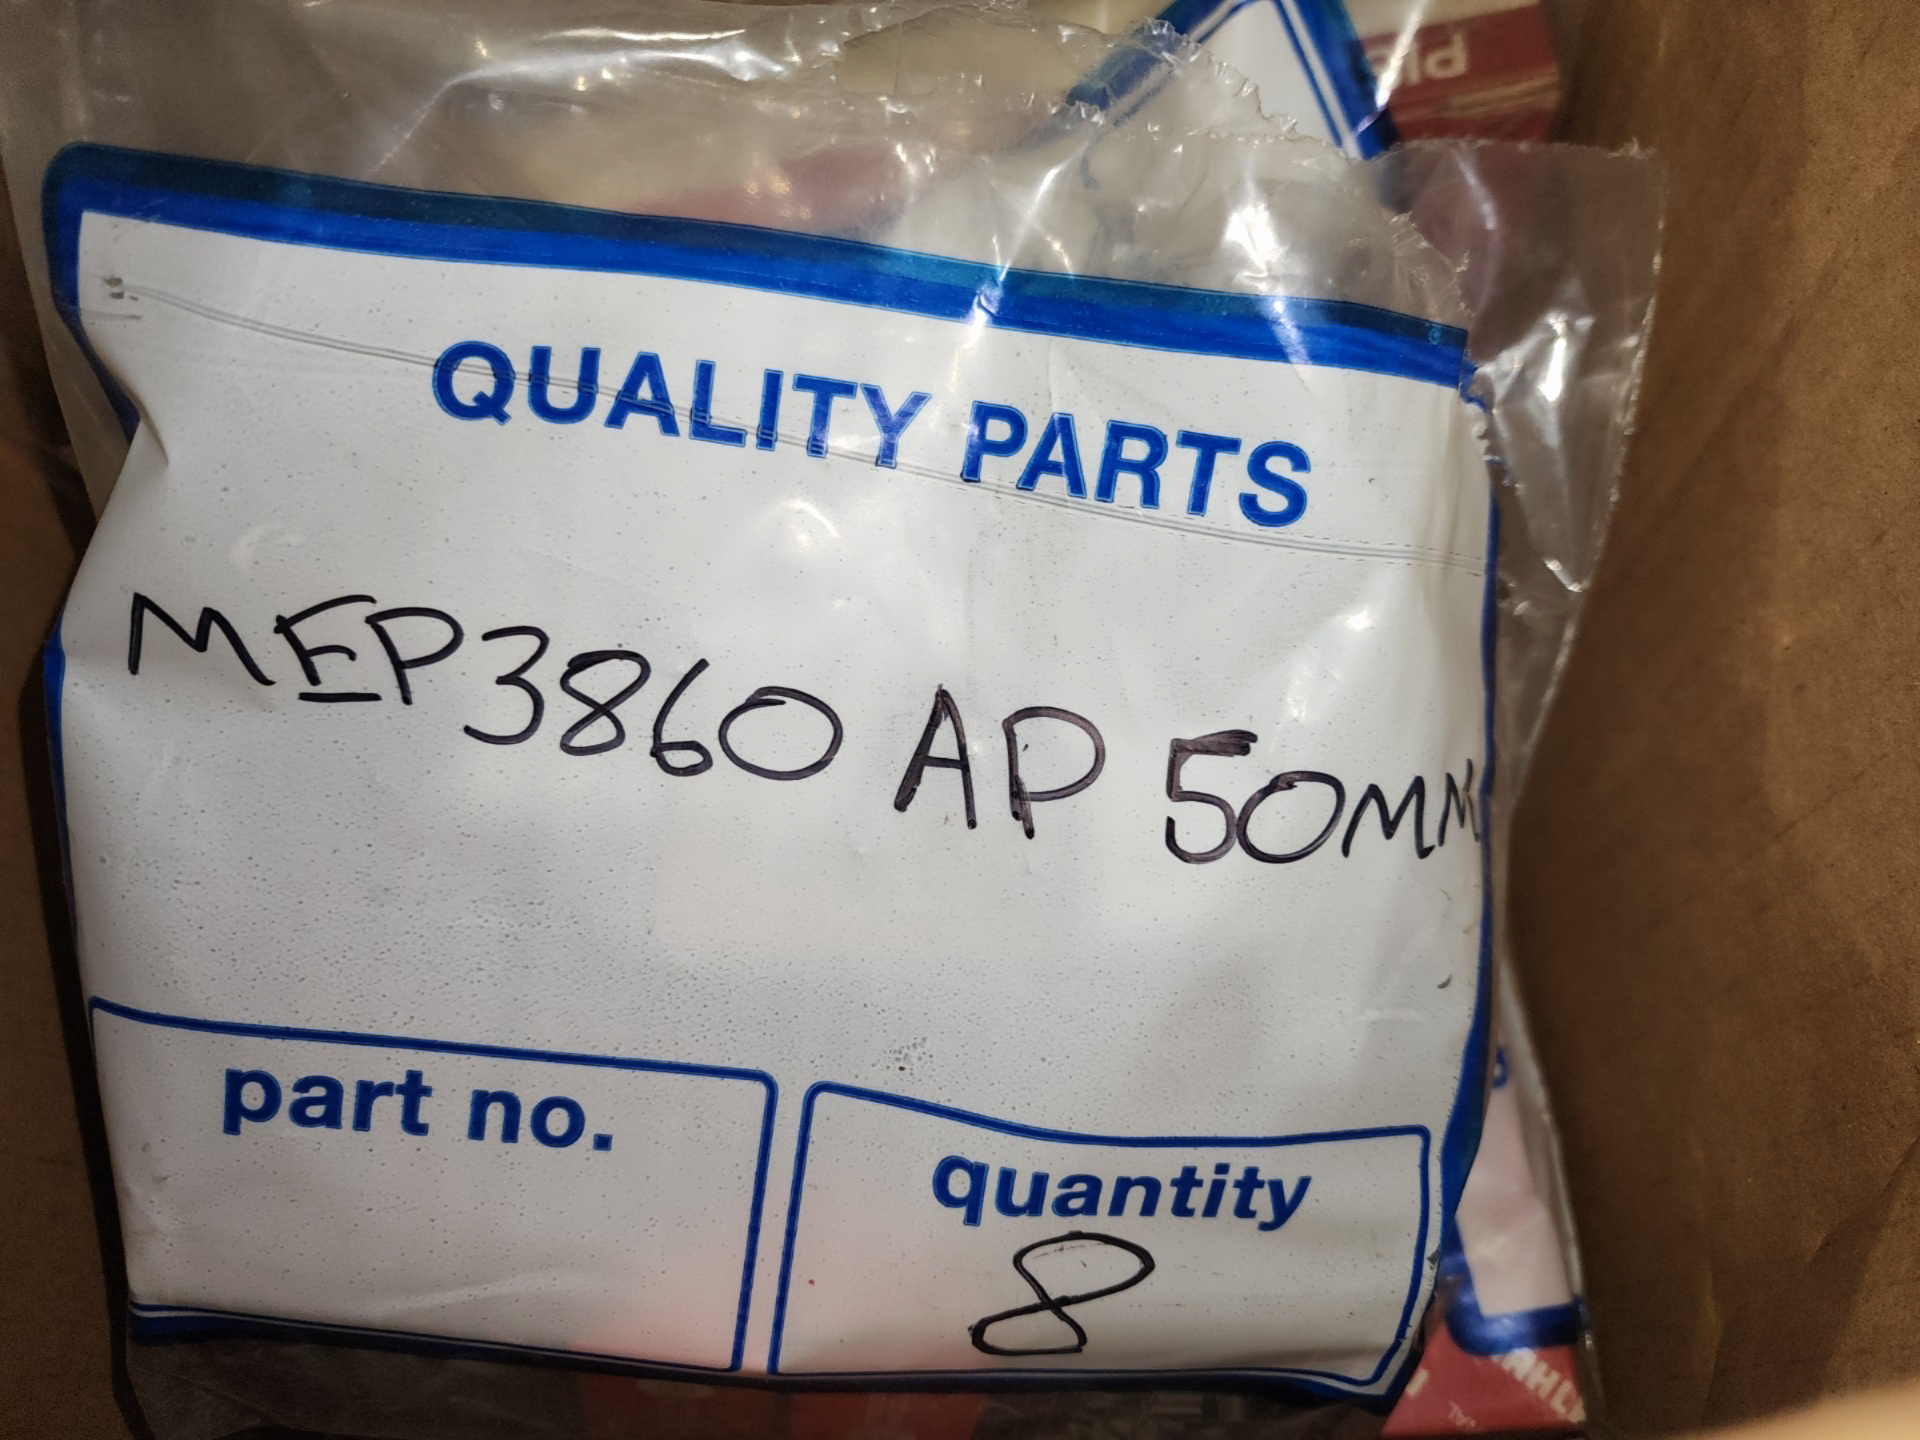 QUALITY PARTS
MEP3860 AP 50MM
part no.
quantity
8